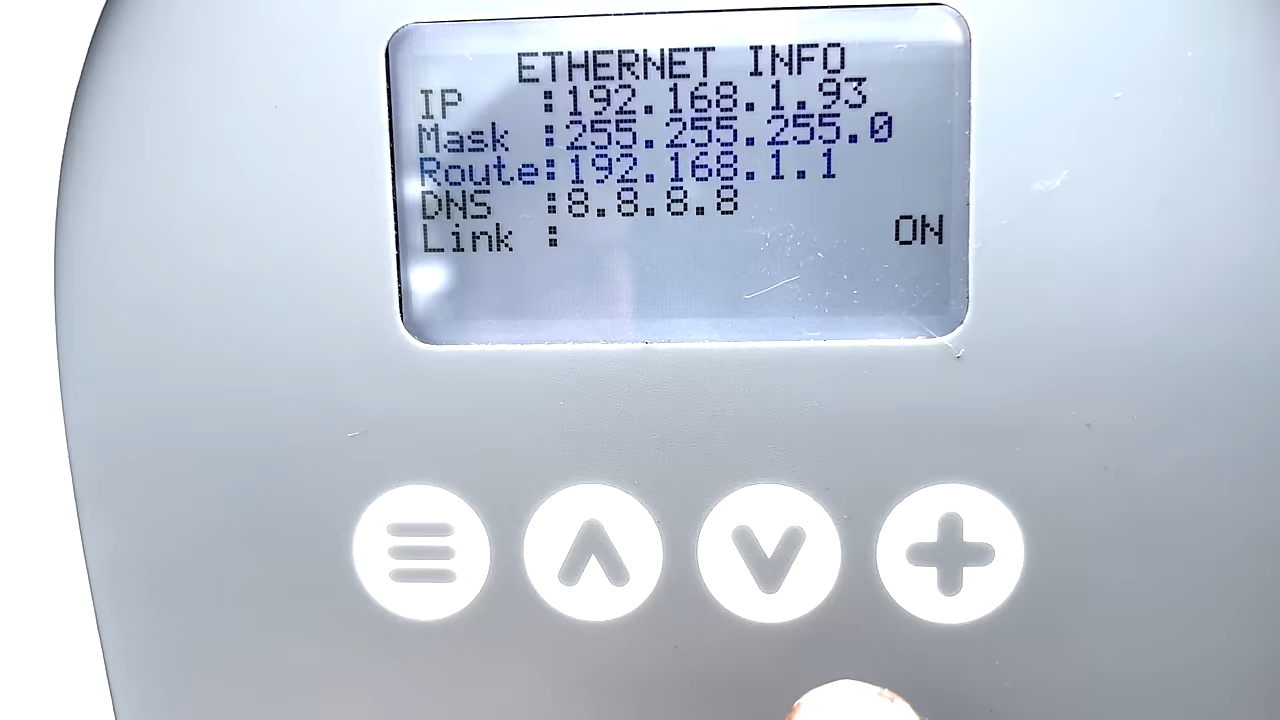 ETHERNET INFO
IP :192.168.1.93
Mask :255.255.255.0
Route:192.168.1.1
DNS :8.8.8.8
Link : ON